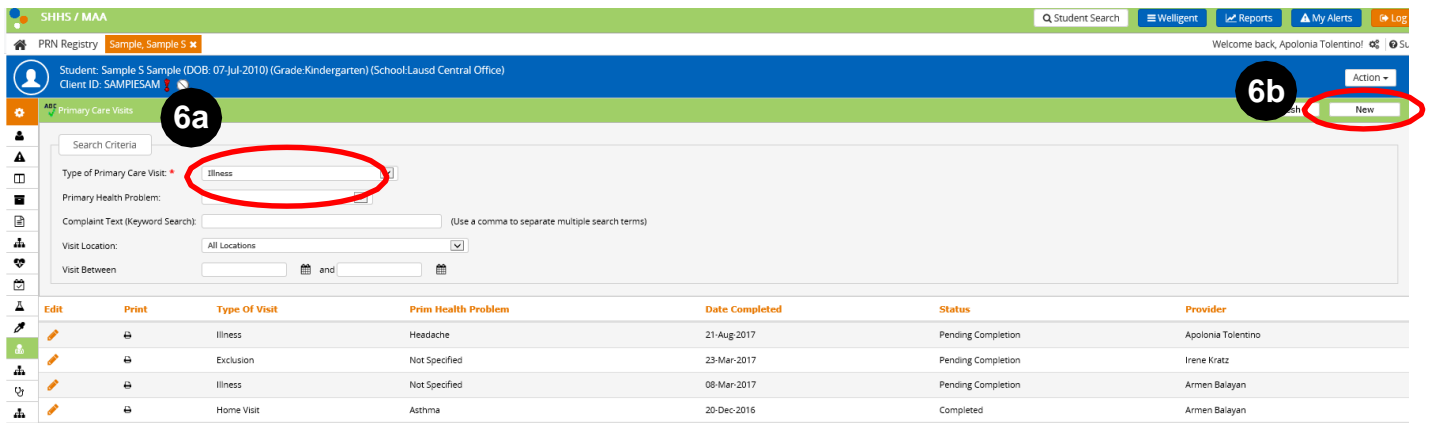 SHHS / MAA Student Search Welligent Reports My Alerts Log
PRN Registry Sample, Sample S Welcome back, Apolonia Tolentino!
Student: Sample S Sample (DOB: 07-Jul-2010) (Grade:Kindergarten) (School:Lausd Central Office)
Client ID: SAMPIESAM Action
6a 6b
ABC Primary Care Visits New
Search Criteria
Type of Primary Care Visit: * Illness
Primary Health Problem:
Complaint Text (Keyword Search): (Use a comma to separate multiple search terms)
Visit Location: All Locations
Visit Between and
Edit Print Type Of Visit Prim Health Problem Date Completed Status Provider
Illness Headache 21-Aug-2017 Pending Completion Apolonia Tolentino
Exclusion Not Specified 23-Mar-2017 Pending Completion Irene Kratz
Illness Not Specified 08-Mar-2017 Pending Completion Armen Balayan
Home Visit Asthma 20-Dec-2016 Completed Armen Balayan